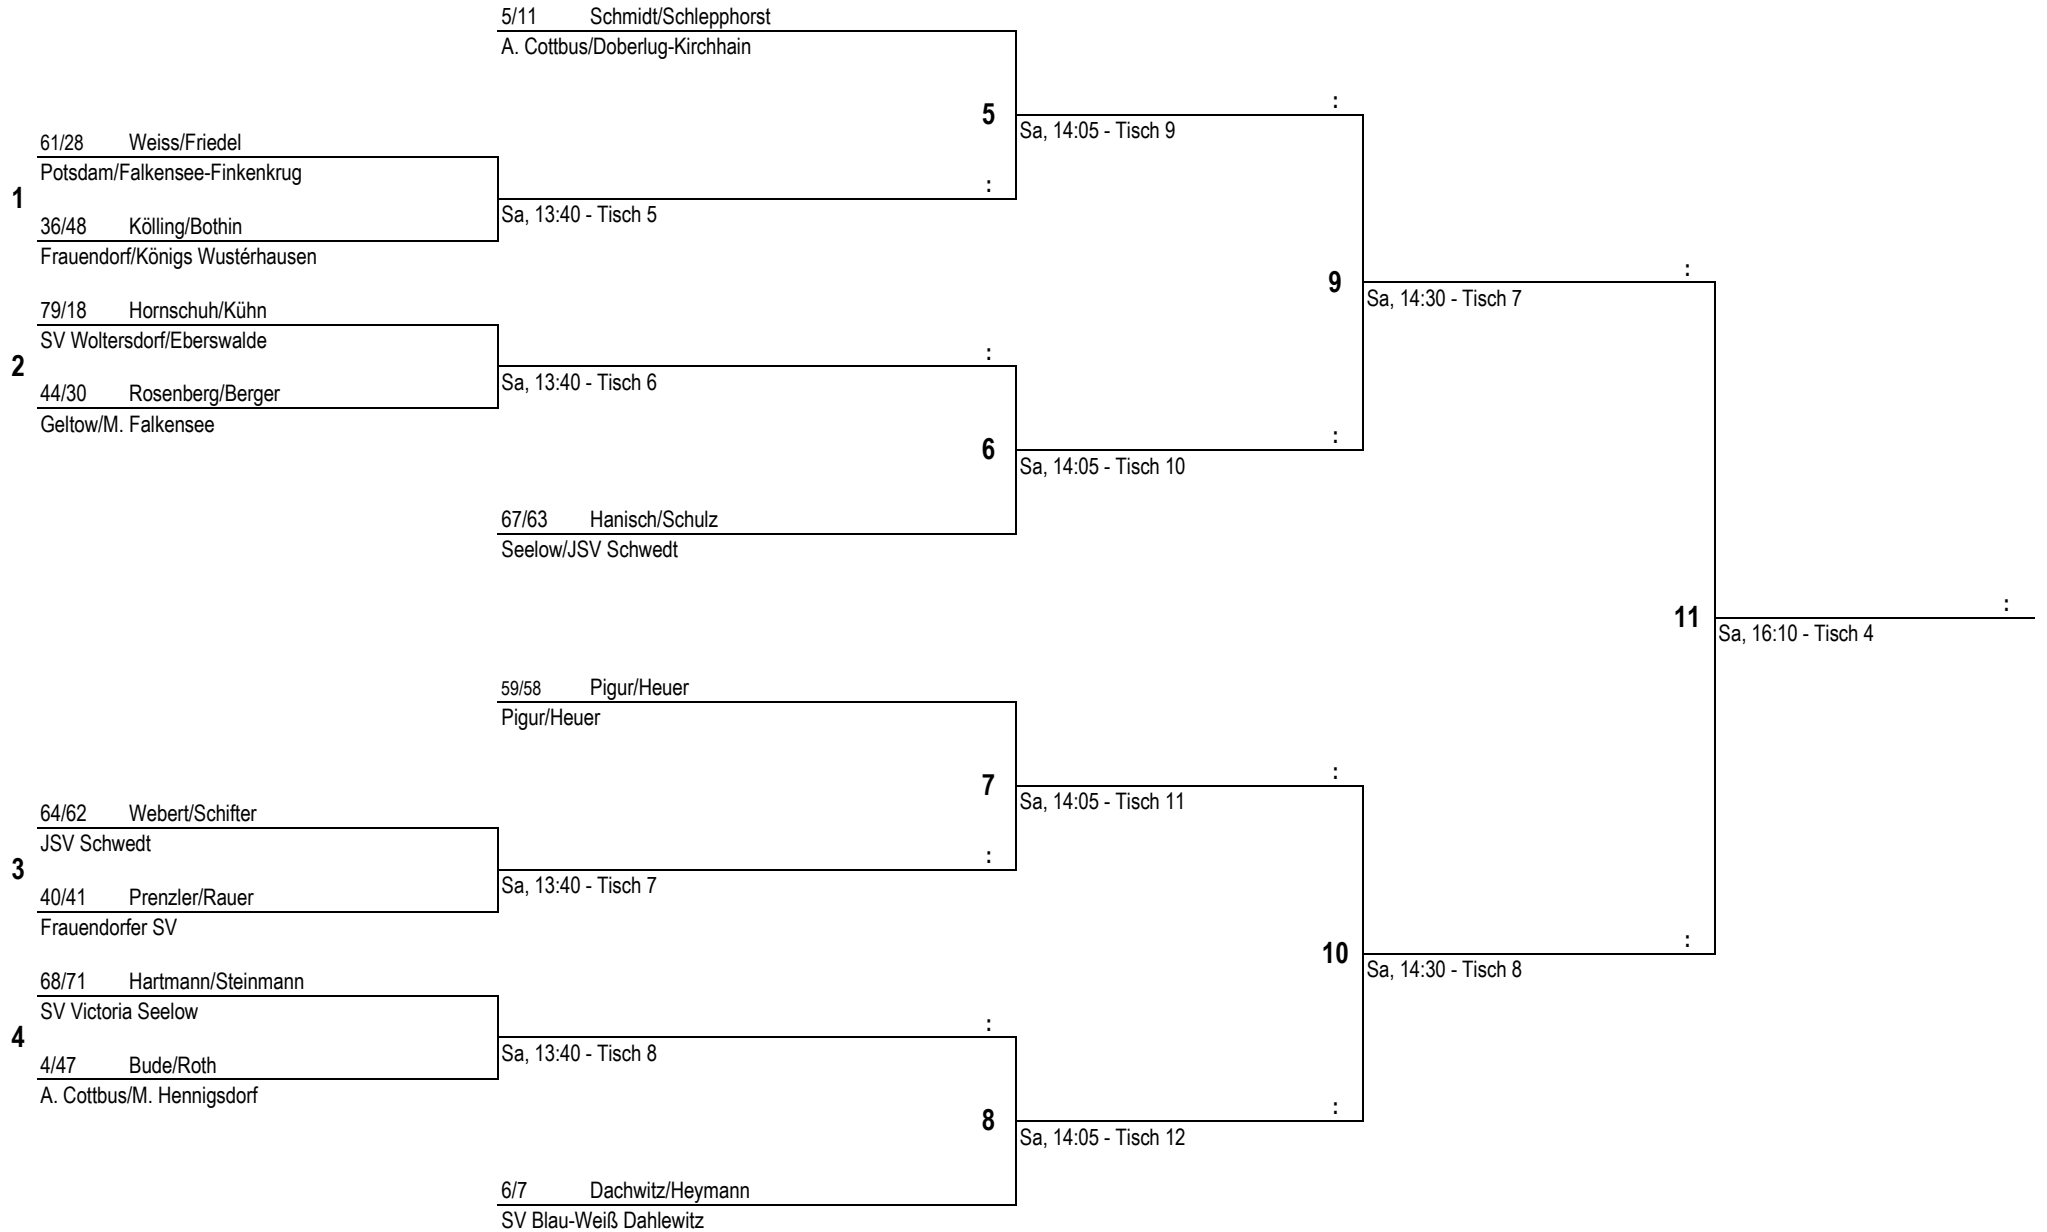 5/11 Schmidt/Schlepphorst
A. Cottbus/Doberlug-Kirchhain
:
5
Sa, 14:05 - Tisch 9
61/28 Weiss/Friedel
Potsdam/Falkensee-Finkenkrug
1
:
Sa, 13:40 - Tisch 5
36/48 Kölling/Bothin
Frauendorf/Königs Wustérhausen
:
9
Sa, 14:30 - Tisch 7
79/18 Hornschuh/Kühn
SV Woltersdorf/Eberswalde
2
:
Sa, 13:40 - Tisch 6
44/30 Rosenberg/Berger
Geltow/M. Falkensee
:
6
Sa, 14:05 - Tisch 10
67/63 Hanisch/Schulz
Seelow/JSV Schwedt
:
11
Sa, 16:10 - Tisch 4
59/58 Pigur/Heuer
Pigur/Heuer
:
7
Sa, 14:05 - Tisch 11
64/62 Webert/Schifter
JSV Schwedt
3
:
Sa, 13:40 - Tisch 7
40/41 Prenzler/Rauer
Frauendorfer SV
:
10
Sa, 14:30 - Tisch 8
68/71 Hartmann/Steinmann
SV Victoria Seelow
4
:
Sa, 13:40 - Tisch 8
4/47 Bude/Roth
A. Cottbus/M. Hennigsdorf
:
8
Sa, 14:05 - Tisch 12
6/7 Dachwitz/Heymann
SV Blau-Weiß Dahlewitz